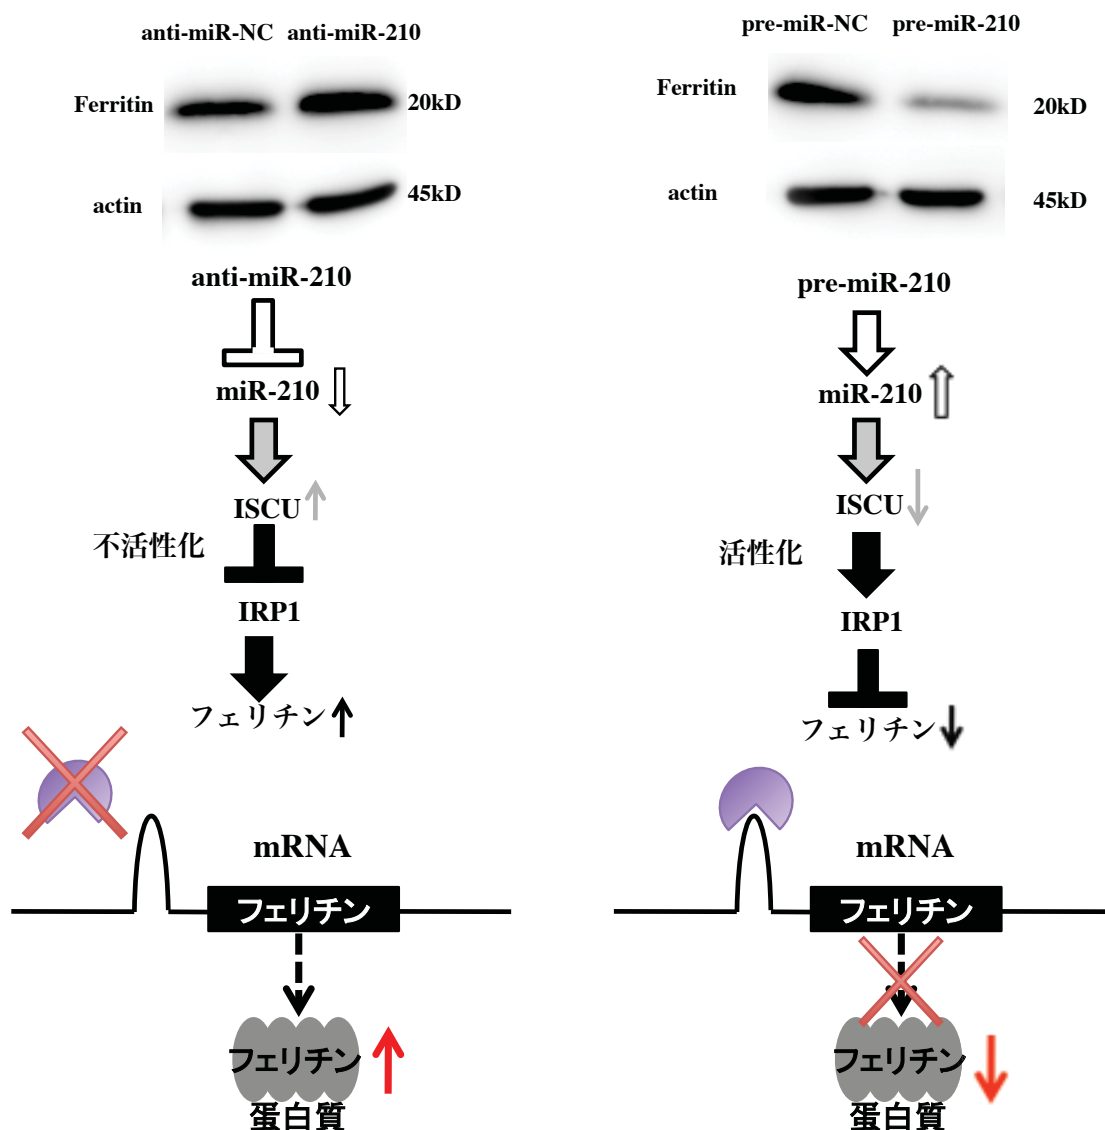 anti-miR-NC anti-miR-210
Ferritin 20kD
actin 45kD
anti-miR-210
miR-210
ISCU
不活性化
IRP1
フェリチン
mRNA
フェリチン
フェリチン
蛋白質
pre-miR-NC pre-miR-210
Ferritin 20kD
actin 45kD
pre-miR-210
miR-210
ISCU
活性化
IRP1
フェリチン
mRNA
フェリチン
フェリチン
蛋白質